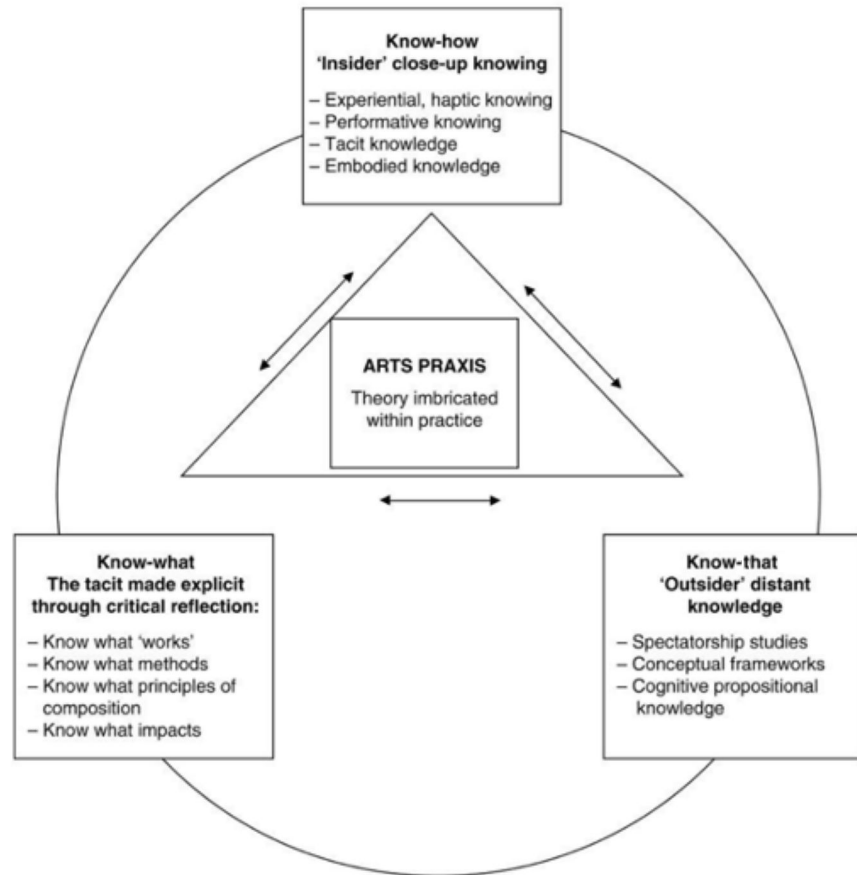 Know-how
‘Insider’ close-up knowing
– Experiential, haptic knowing
– Performative knowing
– Tacit knowledge
– Embodied knowledge
ARTS PRAXIS
Theory imbricated
within practice
Know-what
The tacit made explicit
through critical reflection:
– Know what ‘works’
– Know what methods
– Know what principles of
composition
– Know what impacts
Know-that
‘Outsider’ distant
knowledge
– Spectatorship studies
– Conceptual frameworks
– Cognitive propositional
knowledge